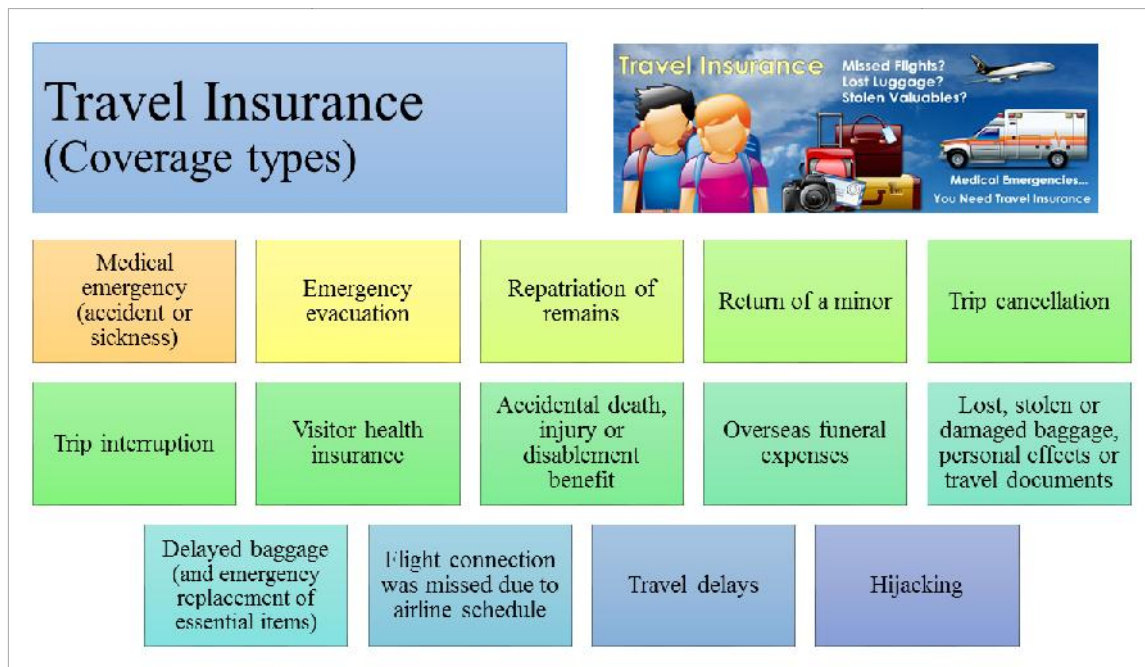 Travel Insurance
(Coverage types)
Travel Insurance
Missed Flights?
Lost Luggage?
Stolen Valuables?
Medical Emergencies...
You Need Travel Insurance
Medical
emergency
(accident or
sickness)
Emergency
evacuation
Repatriation of
remains
Return of a minor
Trip cancellation
Trip interruption
Visitor health
insurance
Accidental death,
injury or
disablement
benefit
Overseas funeral
expenses
Lost, stolen or
damaged baggage,
personal effects or
travel documents
Delayed baggage
(and emergency
replacement of
essential items)
Flight connection
was missed due to
airline schedule
Travel delays
Hijacking